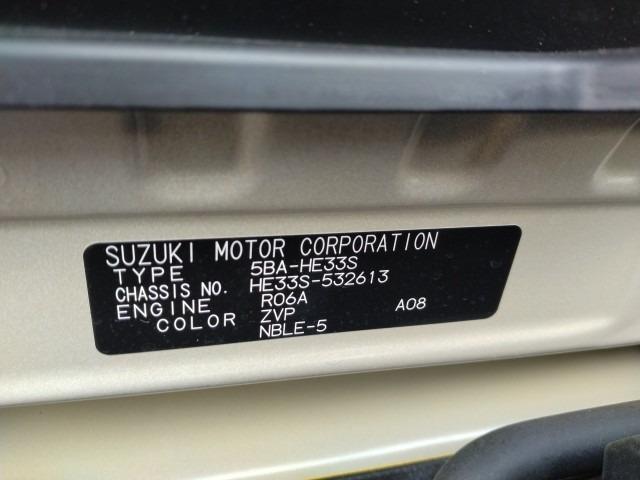 SUZUKI MOTOR CORPORATION
TYPE 5BA-HE33S
CHASSIS NO. HE33S-532613
ENGINE R06A A08
COLOR ZVP
NBLE-5